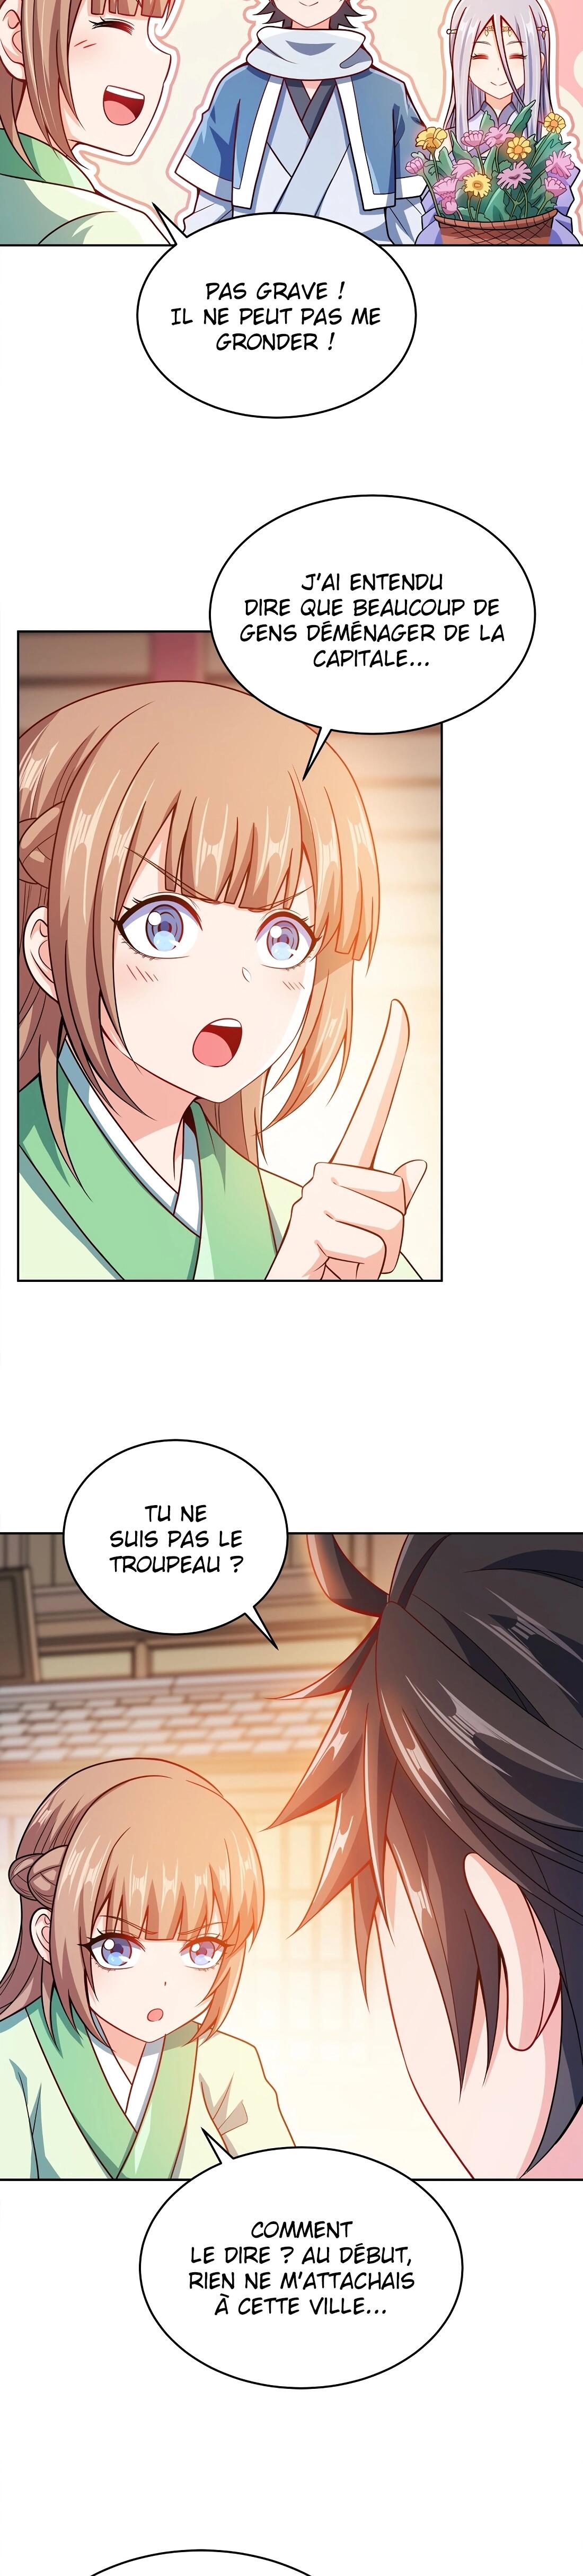 PAS GRAVE !
IL NE PEUT PAS ME
GRONDER !
J'AI ENTENDU
DIRE QUE BEAUCOUP DE
GENS DÉMÉNAGER DE LA
CAPITALE...
TU NE
SUIS PAS LE
TROUPEAU ?
COMMENT
LE DIRE ? AU DÉBUT,
RIEN NE M'ATTACHAIS
À CETTE VILLE...